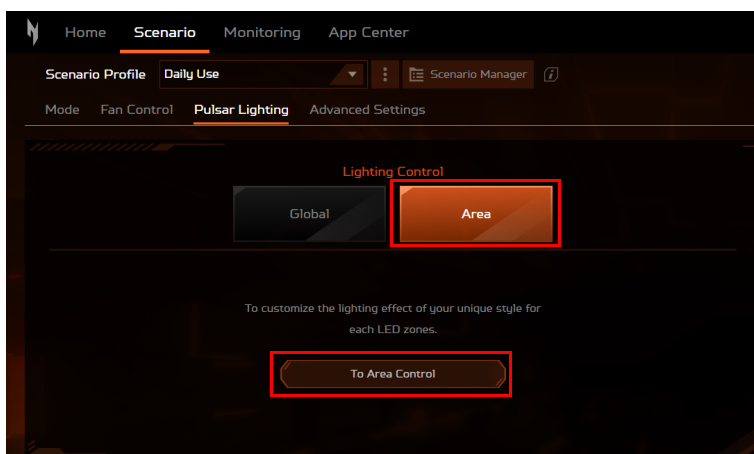 Home Scenario Monitoring App Center
Scenario Profile Daily Use Scenario Manager i
Mode Fan Control Pulsar Lighting Advanced Settings
Lighting Control
Global Area
To customize the lighting effect of your unique style for
each LED zones.
To Area Control